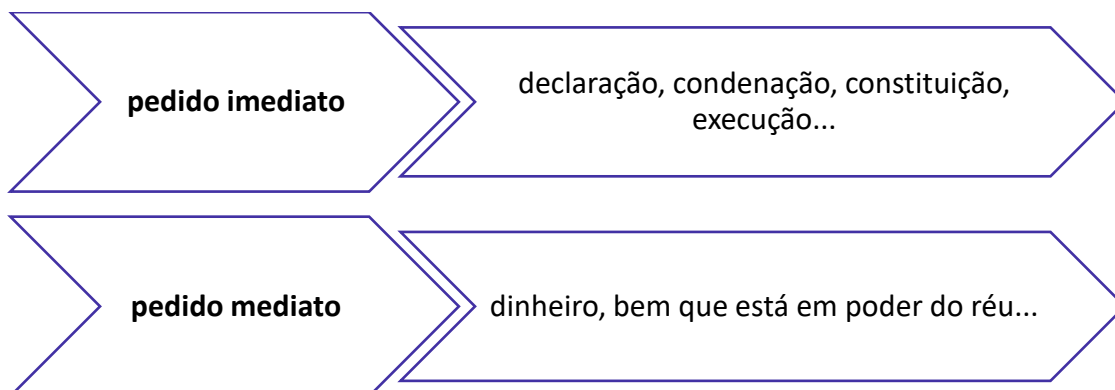 pedido imediato
declaração, condenação, constituição,
execução...
pedido mediato
dinheiro, bem que está em poder do réu...